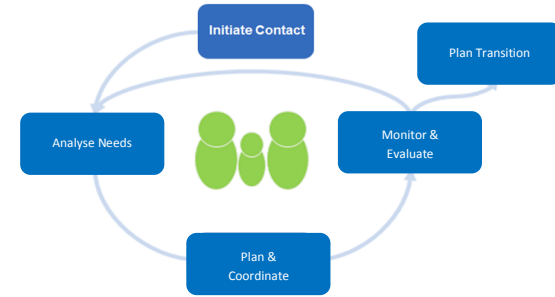 Initiate Contact
Plan Transition
Analyse Needs
Monitor &
Evaluate
Plan &
Coordinate